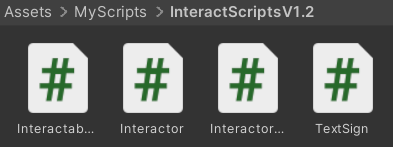 Assets > MyScripts > InteractScriptsV1.2
# # # #
Interactab... Interactor Interactor... TextSign